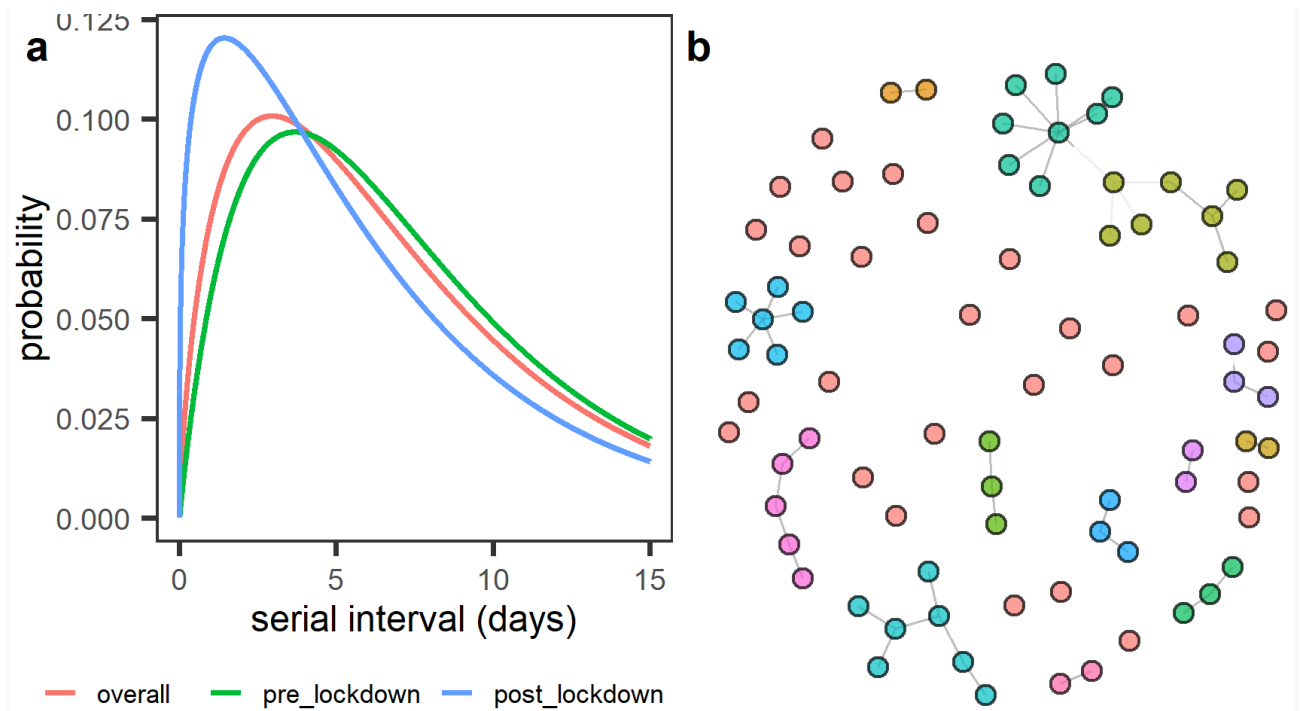 a
b
0.125
0.100
0.075
0.050
0.025
0.000
probability
0 5 10 15
serial interval (days)
overall pre_lockdown post_lockdown